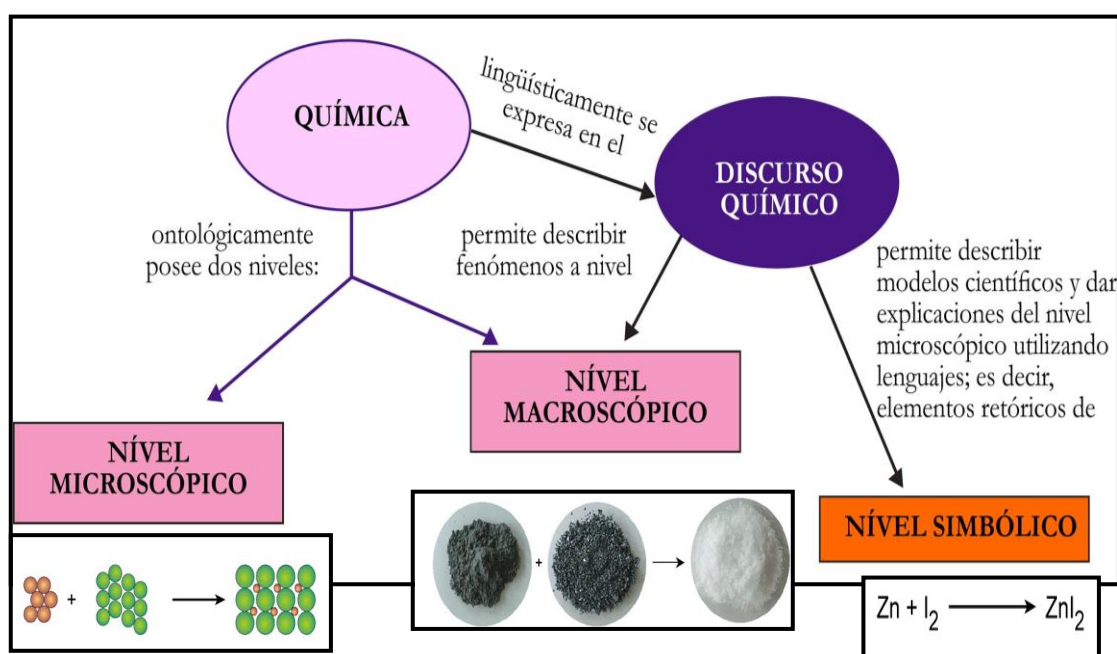 QUÍMICA
lingüísticamente se
expresa en el
DISCURSO
QUÍMICO
ontológicamente
posee dos niveles:
permite describir
fenómenos a nivel
permite describir
modelos científicos y dar
explicaciones del nivel
microscópico utilizando
lenguajes; es decir,
elementos retóricos de
NÍVEL
MICROSCÓPICO
NÍVEL
MACROSCÓPICO
NÍVEL SIMBÓLICO
+
+
Zn + I₂ ⟶ ZnI₂